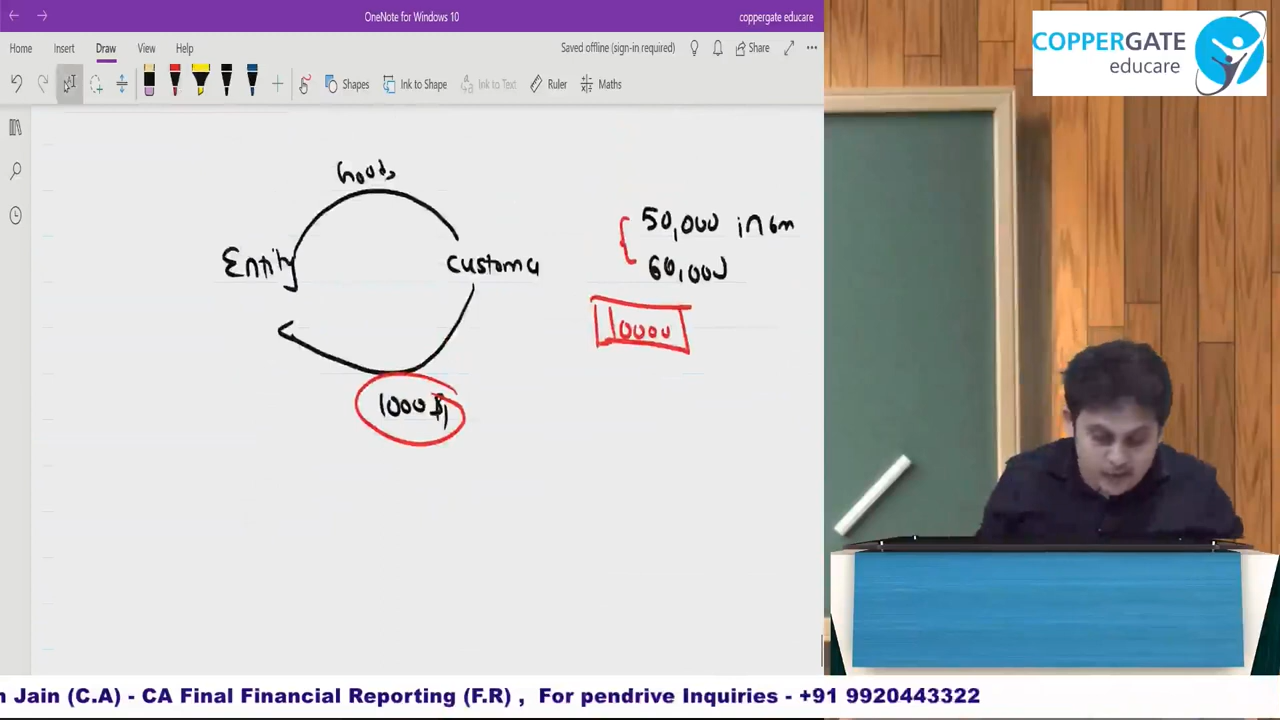 OneNote for Windows 10
coppergate educare
Home Insert Draw View Help
Saved offline (sign-in required) Share
Shapes Ink to Shape Ink to Text Ruler Maths
COPPERGATE
educare
Goods
Entity
Customer
1000 $
50,000 in 6m
60,000
10000
n Jain (C.A) - CA Final Financial Reporting (F.R) , For pendrive Inquiries - +91 9920443322